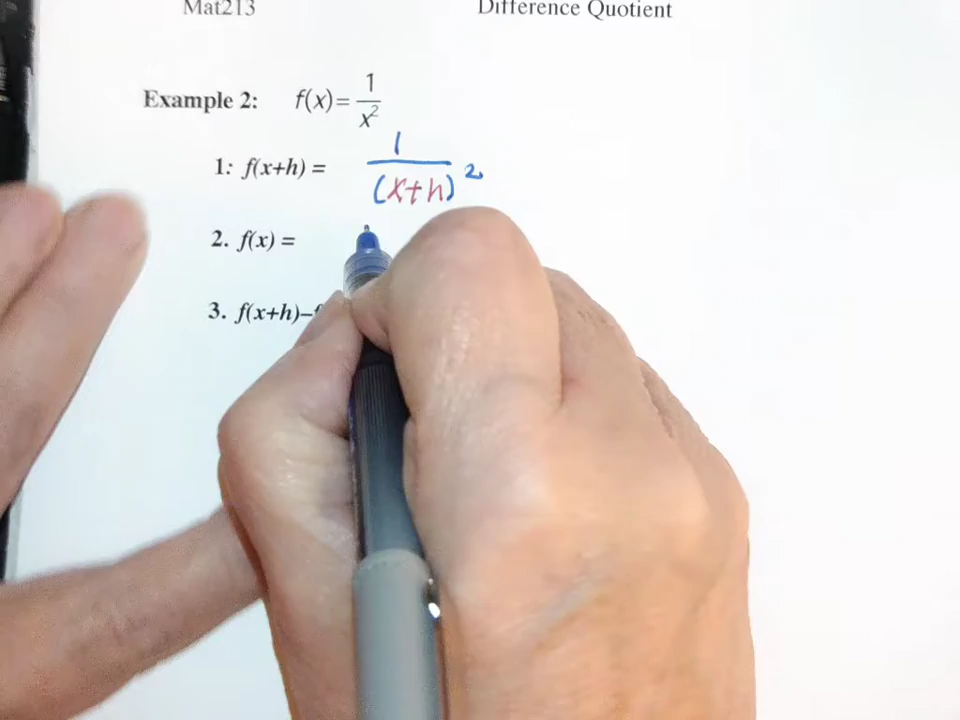 Mat213 Difference Quotient
Example 2: f(x)= 1/x²
1: f(x+h) = 1/(x+h)²
2. f(x) =
3. f(x+h)–